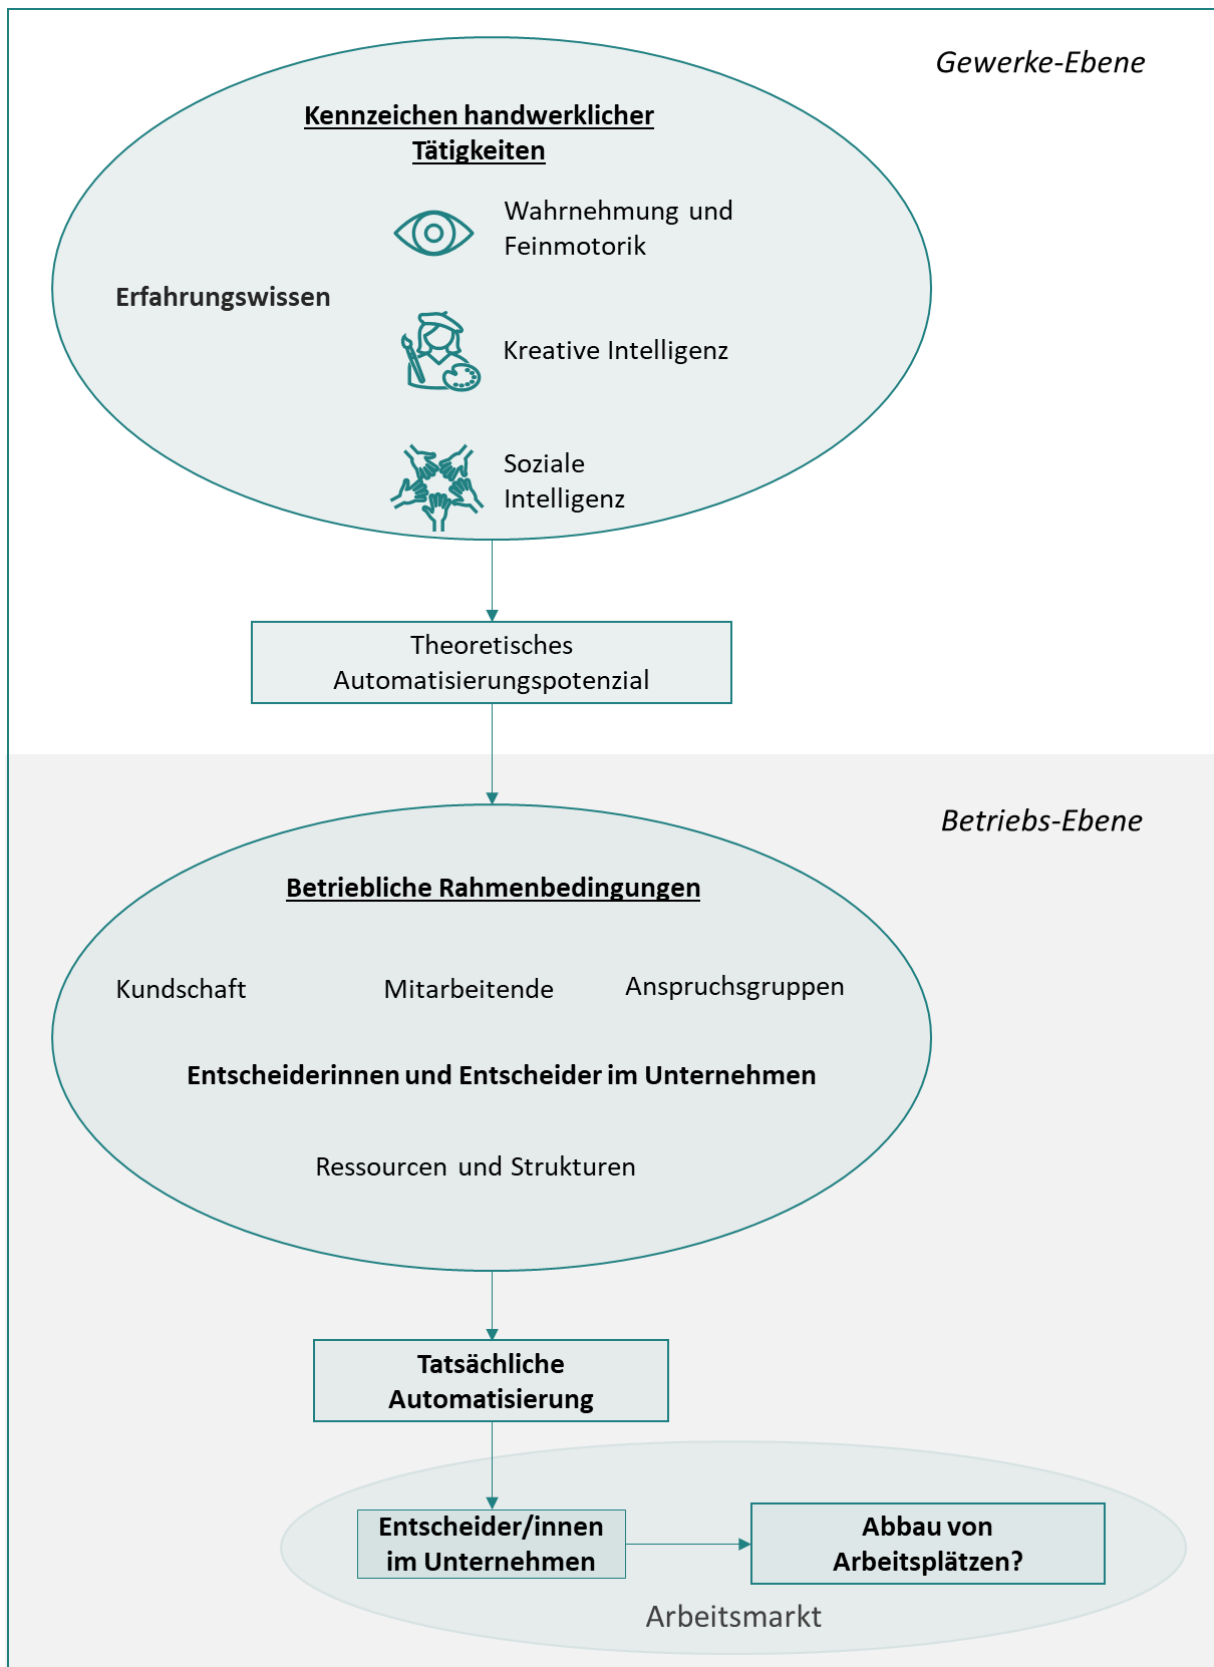 Gewerke-Ebene
Kennzeichen handwerklicher
Tätigkeiten
Wahrnehmung und
Feinmotorik
Erfahrungswissen
Kreative Intelligenz
Soziale
Intelligenz
Theoretisches
Automatisierungspotenzial
Betriebs-Ebene
Betriebliche Rahmenbedingungen
Kundschaft
Mitarbeitende
Anspruchsgruppen
Entscheiderinnen und Entscheider im Unternehmen
Ressourcen und Strukturen
Tatsächliche
Automatisierung
Entscheider/innen
im Unternehmen
Abbau von
Arbeitsplätzen?
Arbeitsmarkt